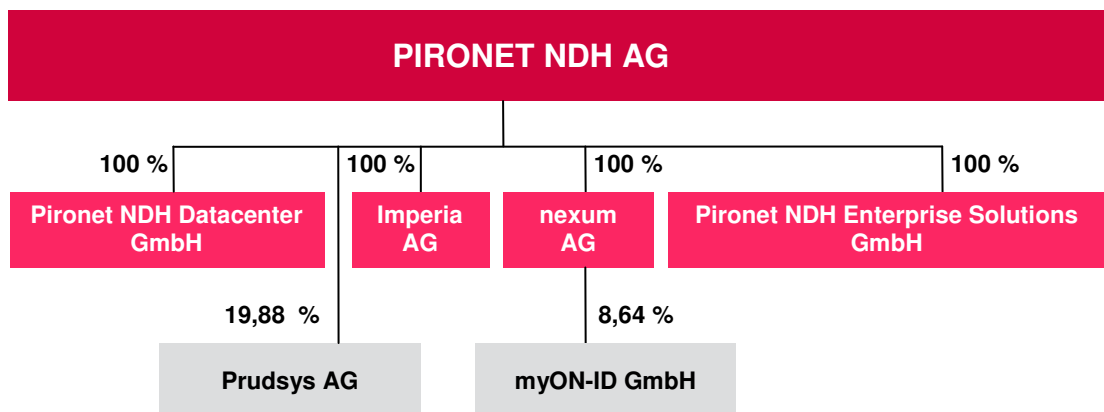 PIRONET NDH AG
100 %
100 %
100 %
100 %
Pironet NDH Datacenter
GmbH
Imperia
AG
nexum
AG
Pironet NDH Enterprise Solutions
GmbH
19,88 %
8,64 %
Prudsys AG
myON-ID GmbH